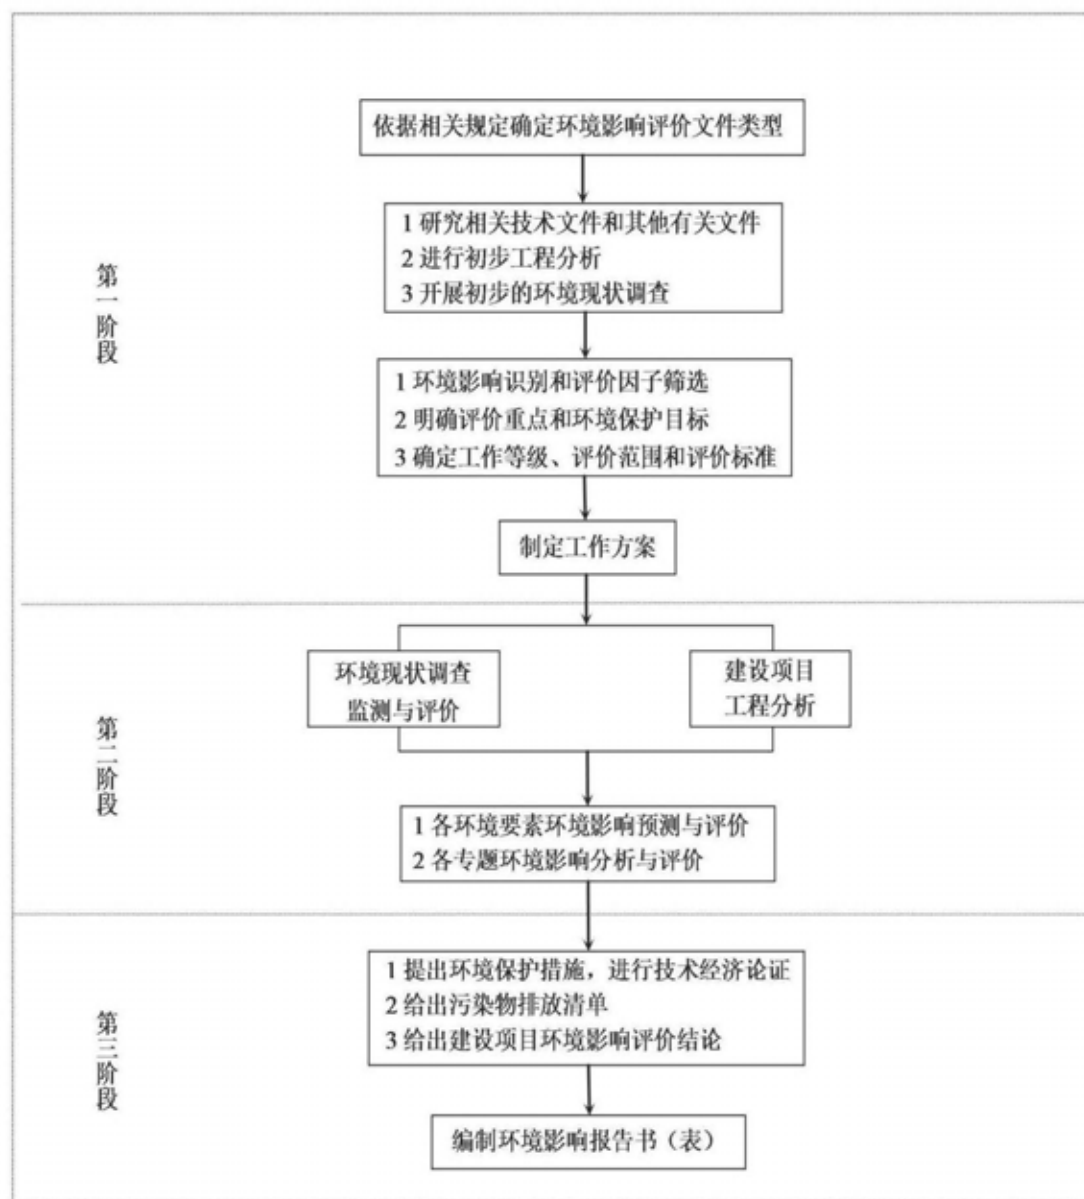 依据相关规定确定环境影响评价文件类型
1 研究相关技术文件和其他有关文件
2 进行初步工程分析
3 开展初步的环境现状调查
第一阶段
1 环境影响识别和评价因子筛选
2 明确评价重点和环境保护目标
3 确定工作等级、评价范围和评价标准
制定工作方案
环境现状调查
监测与评价
建设项目
工程分析
第二阶段
1 各环境要素环境影响预测与评价
2 各专题环境影响分析与评价
1 提出环境保护措施，进行技术经济论证
2 给出污染物排放清单
3 给出建设项目环境影响评价结论
第三阶段
编制环境影响报告书（表）